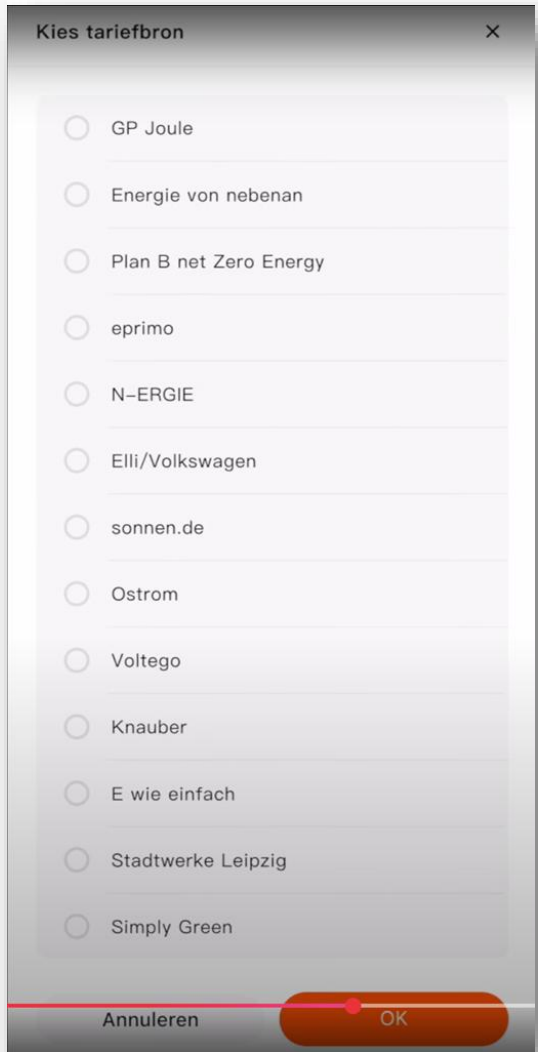 Kies tariefbron
GP Joule
Energie von nebenan
Plan B net Zero Energy
eprimo
N-ERGIE
Elli/Volkswagen
sonnen.de
Ostrom
Voltego
Knauber
E wie einfach
Stadtwerke Leipzig
Simply Green
Annuleren
OK